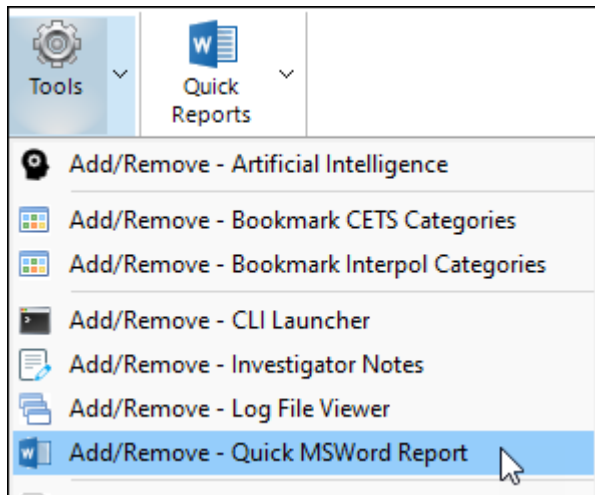 Tools
Quick
Reports
Add/Remove - Artificial Intelligence
Add/Remove - Bookmark CETS Categories
Add/Remove - Bookmark Interpol Categories
Add/Remove - CLI Launcher
Add/Remove - Investigator Notes
Add/Remove - Log File Viewer
Add/Remove - Quick MSWord Report